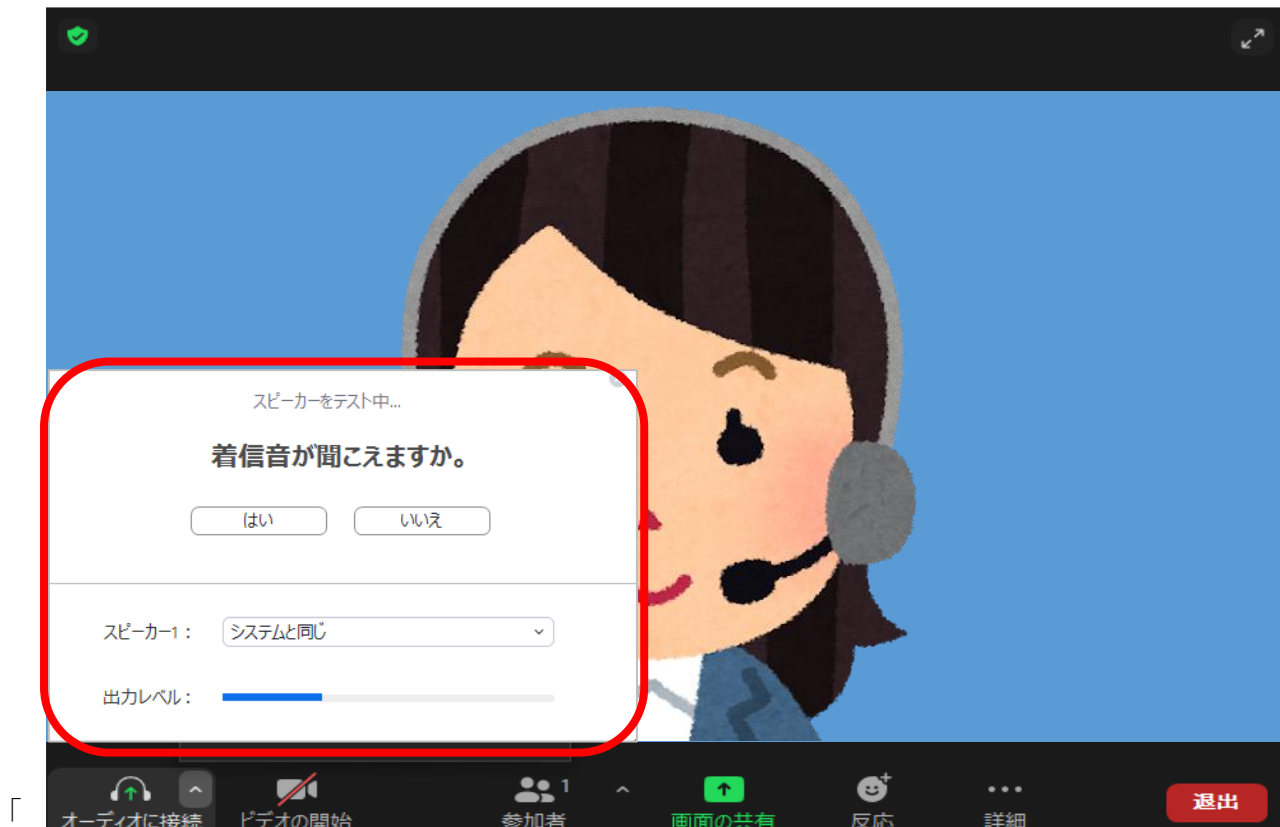 スピーカーをテスト中...
着信音が聞こえますか。
はい いいえ
スピーカー1： システムと同じ
出力レベル：
1
オーディオに接続 ビデオの開始 参加者 画面の共有 反応 詳細 退出
「